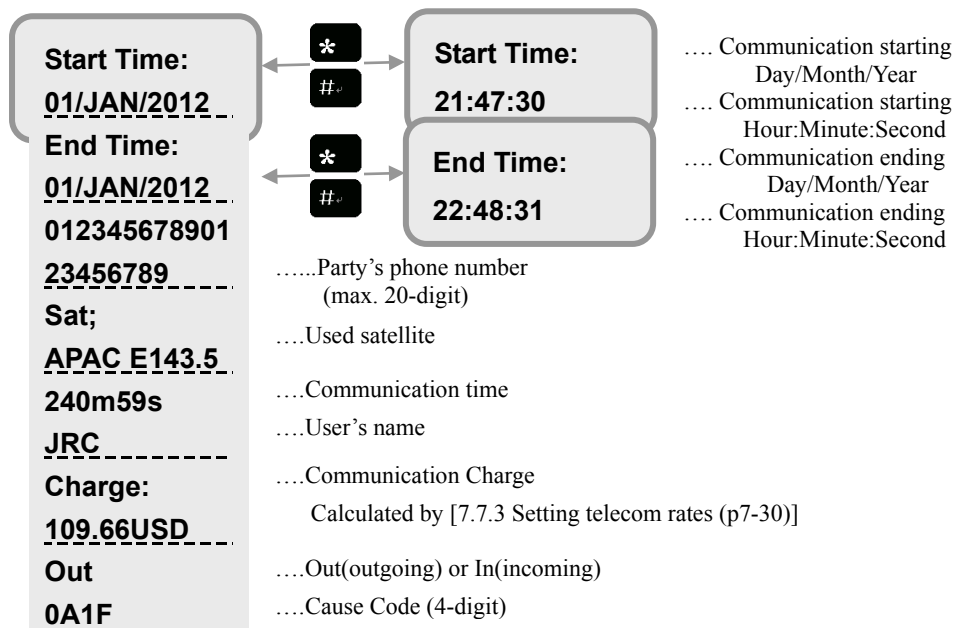 Start Time:
01/JAN/2012
End Time:
01/JAN/2012
012345678901
23456789
Sat;
APAC E143.5
240m59s
JRC
Charge:
109.66USD
Out
0A1F
*
#↵
*
#↵
Start Time:
21:47:30
End Time:
22:48:31
…. Communication starting
Day/Month/Year
…. Communication starting
Hour:Minute:Second
…. Communication ending
Day/Month/Year
…. Communication ending
Hour:Minute:Second
…...Party’s phone number
(max. 20-digit)
….Used satellite
….Communication time
….User’s name
….Communication Charge
Calculated by [7.7.3 Setting telecom rates (p7-30)]
….Out(outgoing) or In(incoming)
….Cause Code (4-digit)